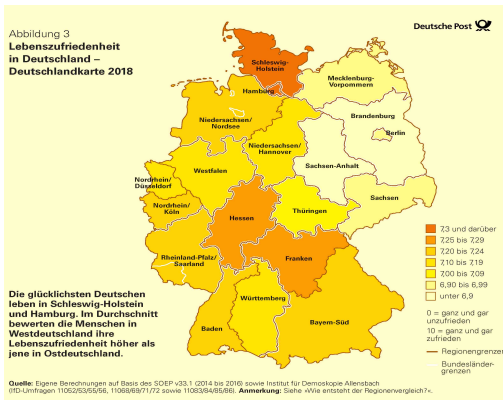 Abbildung 3
Lebenszufriedenheit
in Deutschland –
Deutschlandkarte 2018
Deutsche Post
Schleswig-
Holstein
Mecklenburg-
Vorpommern
Hamburg
Brandenburg
Berlin
Niedersachsen/
Nordsee
Niedersachsen/
Hannover
Sachsen-Anhalt
Westfalen
Nordrhein/
Düsseldorf
Nordrhein/
Köln
Hessen
Thüringen
Sachsen
Rheinland-Pfalz/
Saarland
Franken
Württemberg
Baden
Bayern-Süd
7,3 und darüber
7,25 bis 7,29
7,20 bis 7,24
7,10 bis 7,19
7,00 bis 7,09
6,90 bis 6,99
unter 6,9
0 = ganz und gar
unzufrieden
10 = ganz und gar
zufrieden
Regionengrenzen
Bundesländer-
grenzen
Die glücklichsten Deutschen
leben in Schleswig-Holstein
und Hamburg. Im Durchschnitt
bewerten die Menschen in
Westdeutschland ihre
Lebenszufriedenheit höher als
jene in Ostdeutschland.
Quelle: Eigene Berechnungen auf Basis des SOEP v33.1 (2014 bis 2016) sowie Institut für Demoskopie Allensbach
(IfD-Umfragen 11052/53/55/56, 11068/69/71/72 sowie 11083/84/85/86). Anmerkung: Siehe »Wie entsteht der Regionenvergleich?«.